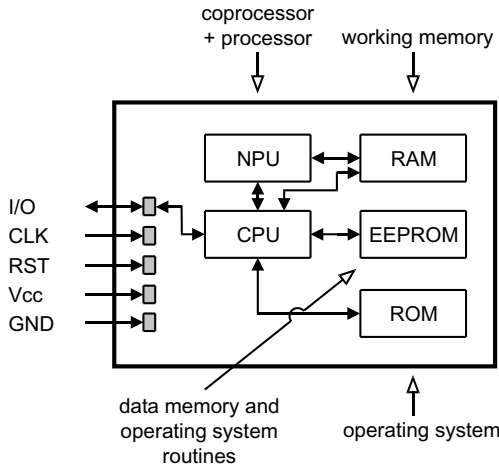 coprocessor
+ processor
working memory
NPU
RAM
I/O
CLK
CPU
EEPROM
RST
Vcc
GND
ROM
data memory and
operating system
routines
operating system